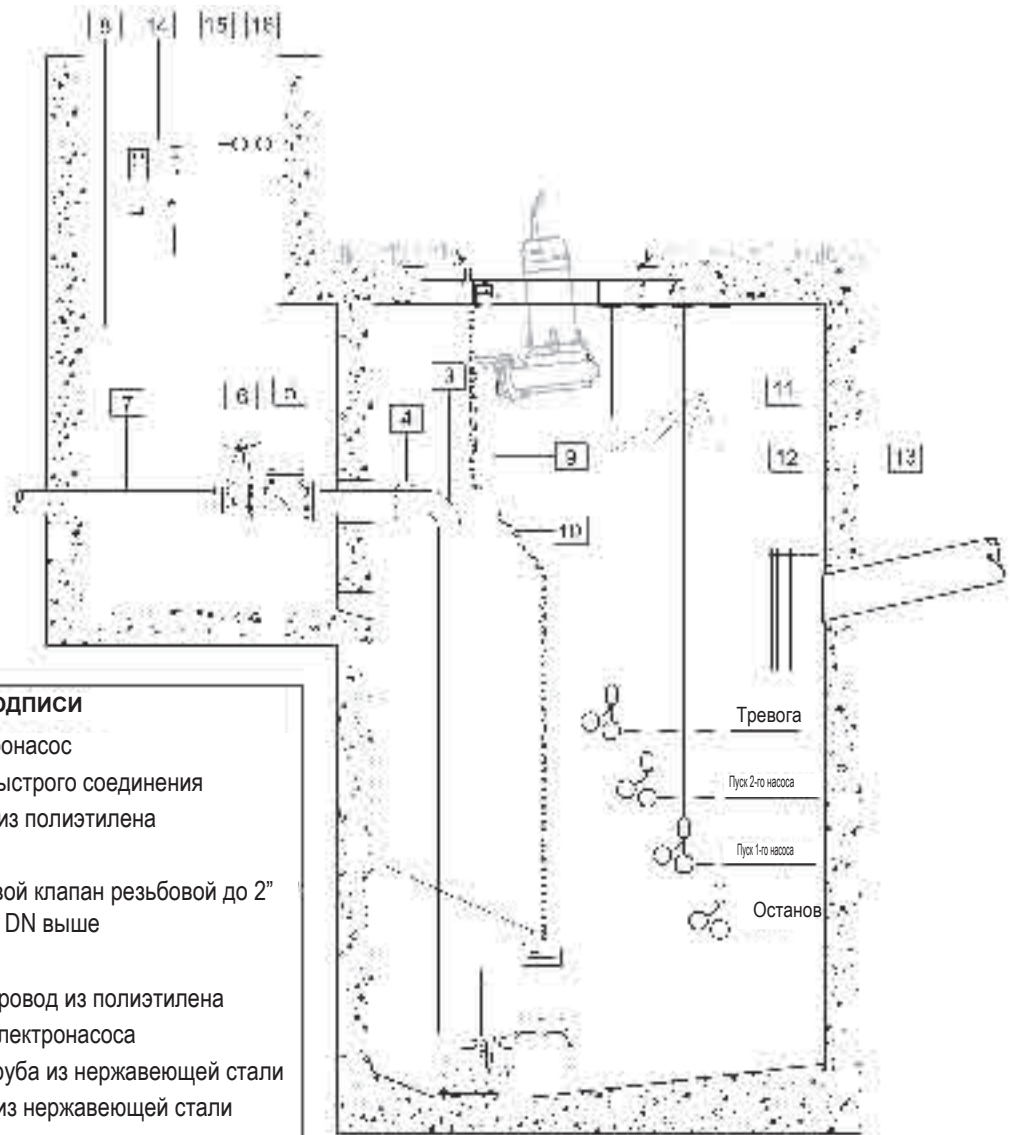 8 14 15 16
3
7 6 4 11
9 12 13
10
Тревога
Пуск 2-го насоса
Пуск 1-го насоса
Останов
ОДПИСИ
онасос
ыстрого соединения
из полиэтилена
вой клапан резьбовой до 2”
DN выше
ровод из полиэтилена
лектронасоса
руба из нержавеющей стали
из нержавеющей стали